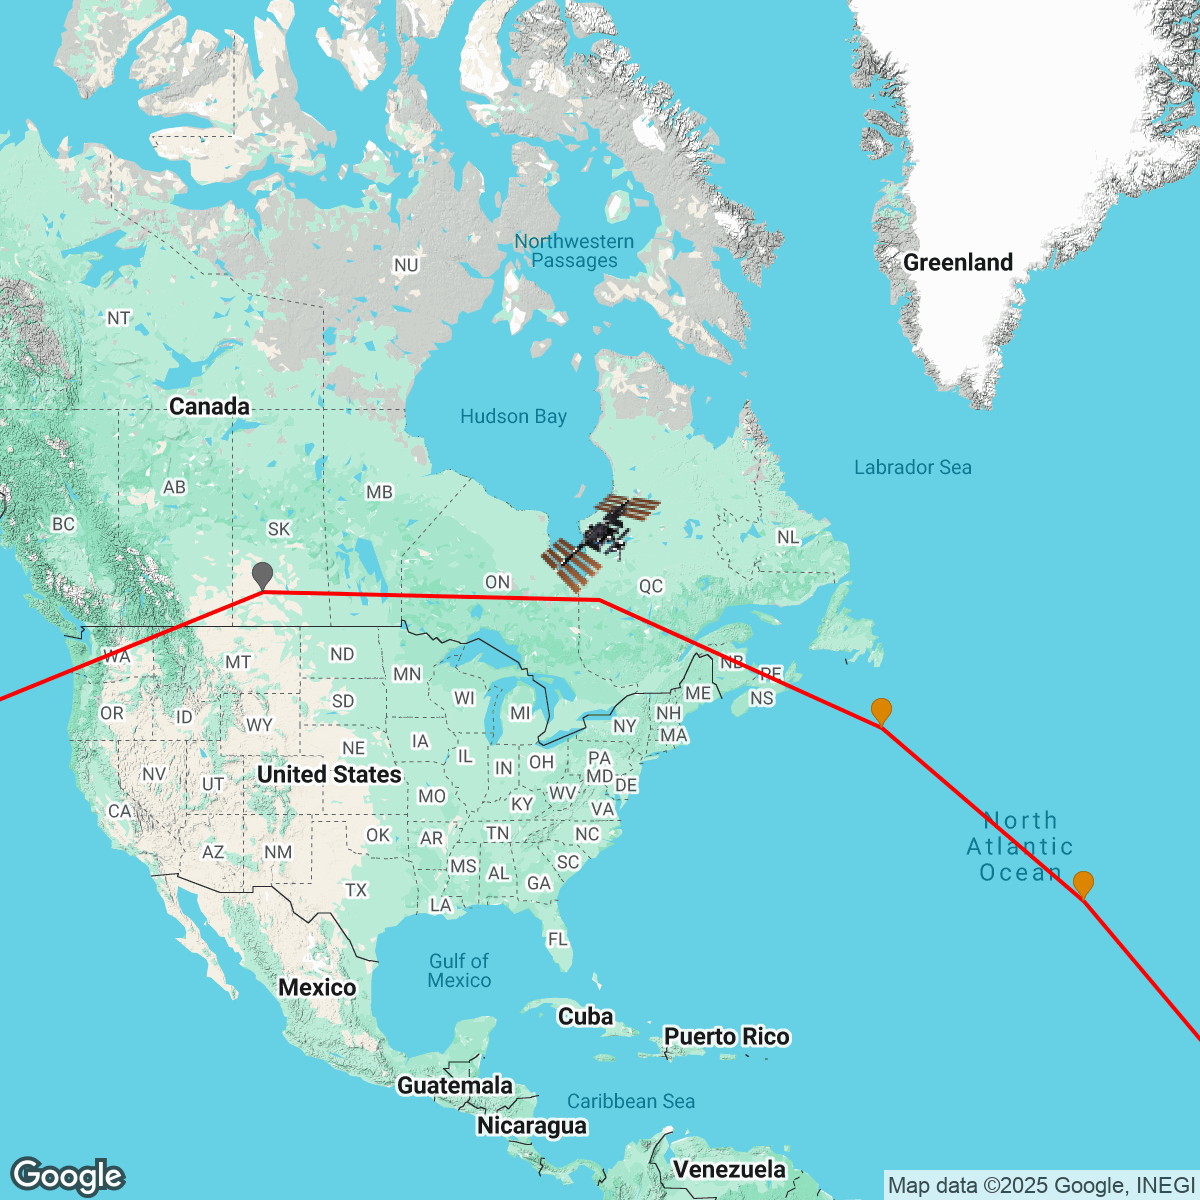 Northwestern
Passages
NU
Greenland
NT
Canada
Hudson Bay
Labrador Sea
AB
MB
BC
SK
NL
ON
QC
WA
MT
ND
MN
NB
PE
OR
ID
WY
SD
WI
MI
ME
NS
NH
NY
MA
IA
NE
IL
IN
OH
PA
NV
UT
United States
MD
DE
CA
MO
KY
WV
VA
North
Atlantic
Ocean
AZ
NM
OK
AR
TN
NC
MS
AL
SC
GA
TX
LA
FL
Gulf of
Mexico
Mexico
Cuba
Puerto Rico
Guatemala
Caribbean Sea
Nicaragua
Venezuela
Google
Map data ©2025 Google, INEGI